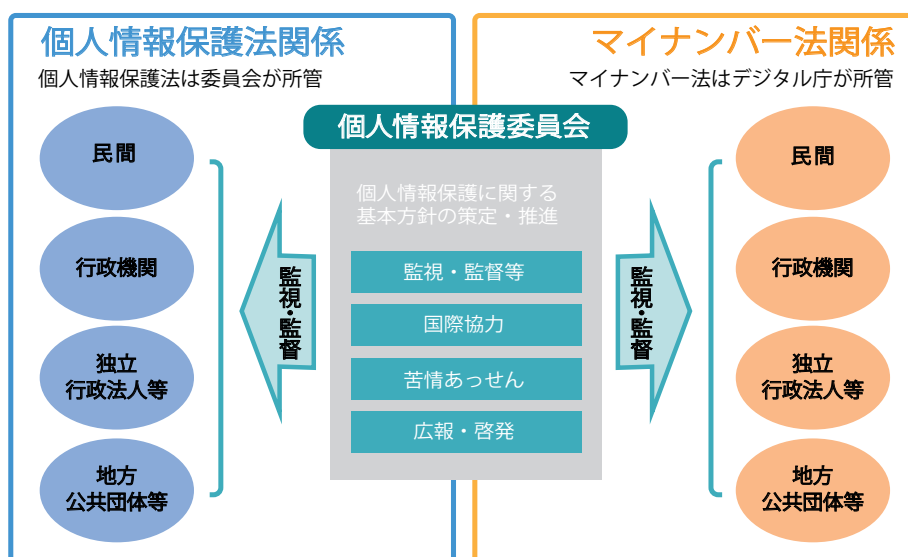 個人情報保護法関係
個人情報保護法は委員会が所管
民間
行政機関
独立
行政法人等
地方
公共団体等
監視・監督
個人情報保護委員会
個人情報保護に関する
基本方針の策定・推進
監視・監督等
国際協力
苦情あっせん
広報・啓発
マイナンバー法関係
マイナンバー法はデジタル庁が所管
監視・監督
民間
行政機関
独立
行政法人等
地方
公共団体等